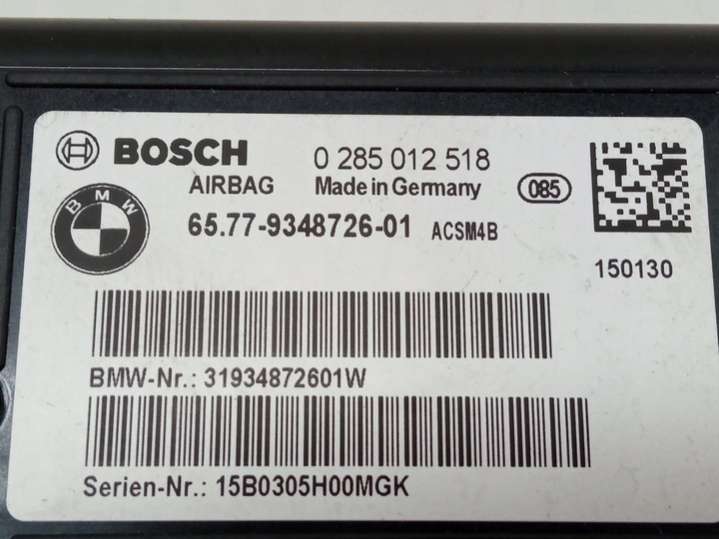 BOSCH 0 285 012 518
AIRBAG Made in Germany 085
BMW
65.77-9348726-01 ACSM4B
150130
BMW-Nr.: 31934872601W
Serien-Nr.: 15B0305H00MGK